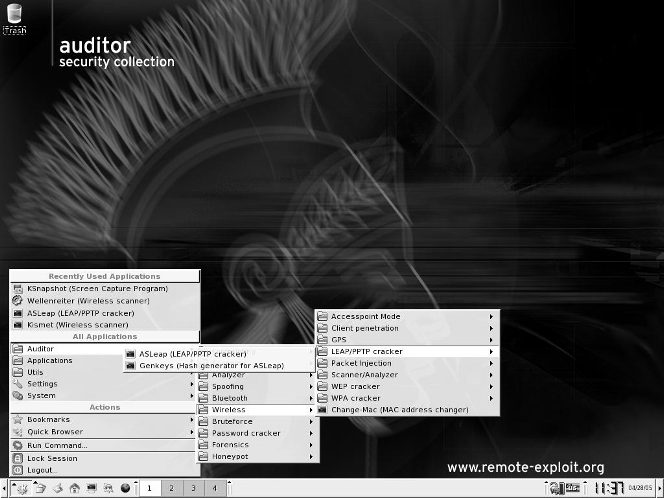 Trash
auditor
security collection
Recently Used Applications
KSnapshot (Screen Capture Program)
Wellenreiter (Wireless scanner)
ASLeap (LEAP/PPTP cracker)
Kismet (Wireless scanner)
All Applications
Auditor
Applications
Utils
Settings
System
Actions
Bookmarks
Quick Browser
Run Command...
Lock Session
Logout...
ASLeap (LEAP/PPTP cracker)
Genkeys (Hash generator for ASLeap)
Analyzer
Spoofing
Bluetooth
Wireless
Bruteforce
Password cracker
Forensics
Honeypot
Accesspoint Mode
Client penetration
GPS
LEAP/PPTP cracker
Packet Injection
Scanner/Analyzer
WEP cracker
WPA cracker
Change-Mac (MAC address changer)
www.remote-exploit.org
1 2 3 4
11:37
04/28/05